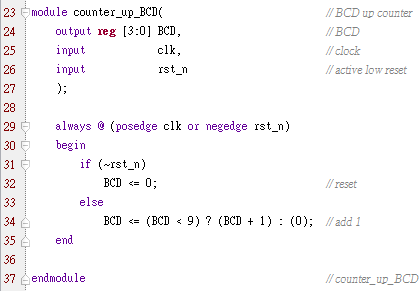 23 module counter_up_BCD( // BCD up counter
24 output reg [3:0] BCD, // BCD
25 input clk, // clock
26 input rst_n // active low reset
27 );
28
29 always @ (posedge clk or negedge rst_n)
30 begin
31 if (~rst_n)
32 BCD <= 0; // reset
33 else
34 BCD <= (BCD < 9) ? (BCD + 1) : (0); // add 1
35 end
36
37 endmodule // counter_up_BCD